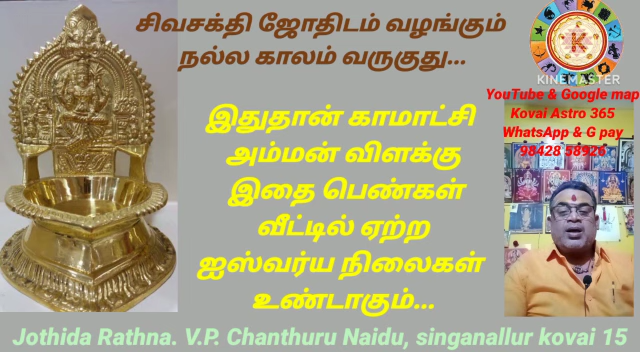 சிவசக்தி ஜோதிடம் வழங்கும்
நல்ல காலம் வருகுது...
KINEMASTER
YouTube & Google map
Kovai Astro 365
WhatsApp & G pay
98428 58926
இதுதான் காமாட்சி
அம்மன் விளக்கு
இதை பெண்கள்
வீட்டில் ஏற்ற
ஐஸ்வர்ய நிலைகள்
உண்டாகும்...
Jothida Rathna. V.P. Chanthuru Naidu, singanallur kovai 15